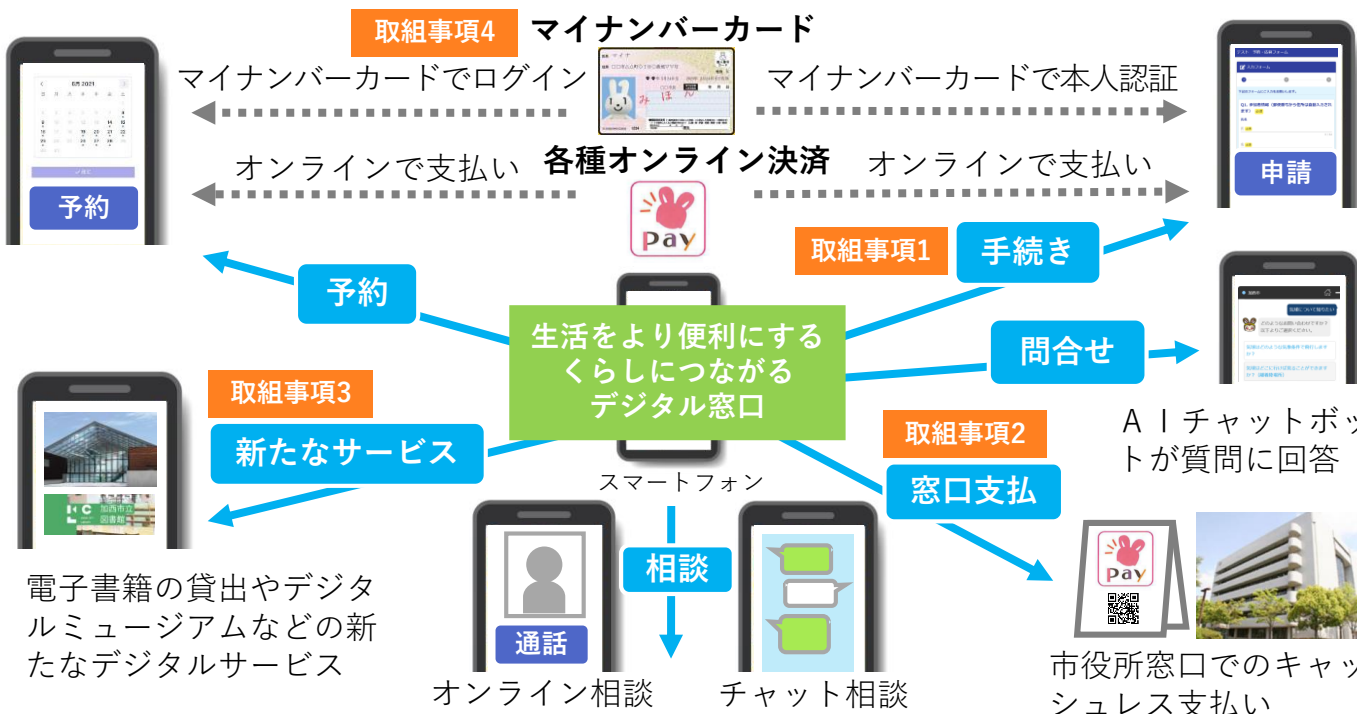 取組事項4
マイナンバーカード
マイナンバーカードでログイン
マイナンバーカードで本人認証
みほん
オンラインで支払い
各種オンライン決済
オンラインで支払い
6月 2021
予約
pay
申請
取組事項1
手続き
予約
生活をより便利にする
くらしにつながる
デジタル窓口
スマートフォン
問合せ
AIチャットボッ
トが質問に回答
取組事項3
新たなサービス
加西市立
図書館
電子書籍の貸出やデジタ
ルミュージアムなどの新
たなデジタルサービス
取組事項2
窓口支払
相談
通話
オンライン相談
チャット相談
pay
市役所窓口でのキャッ
シュレス支払い